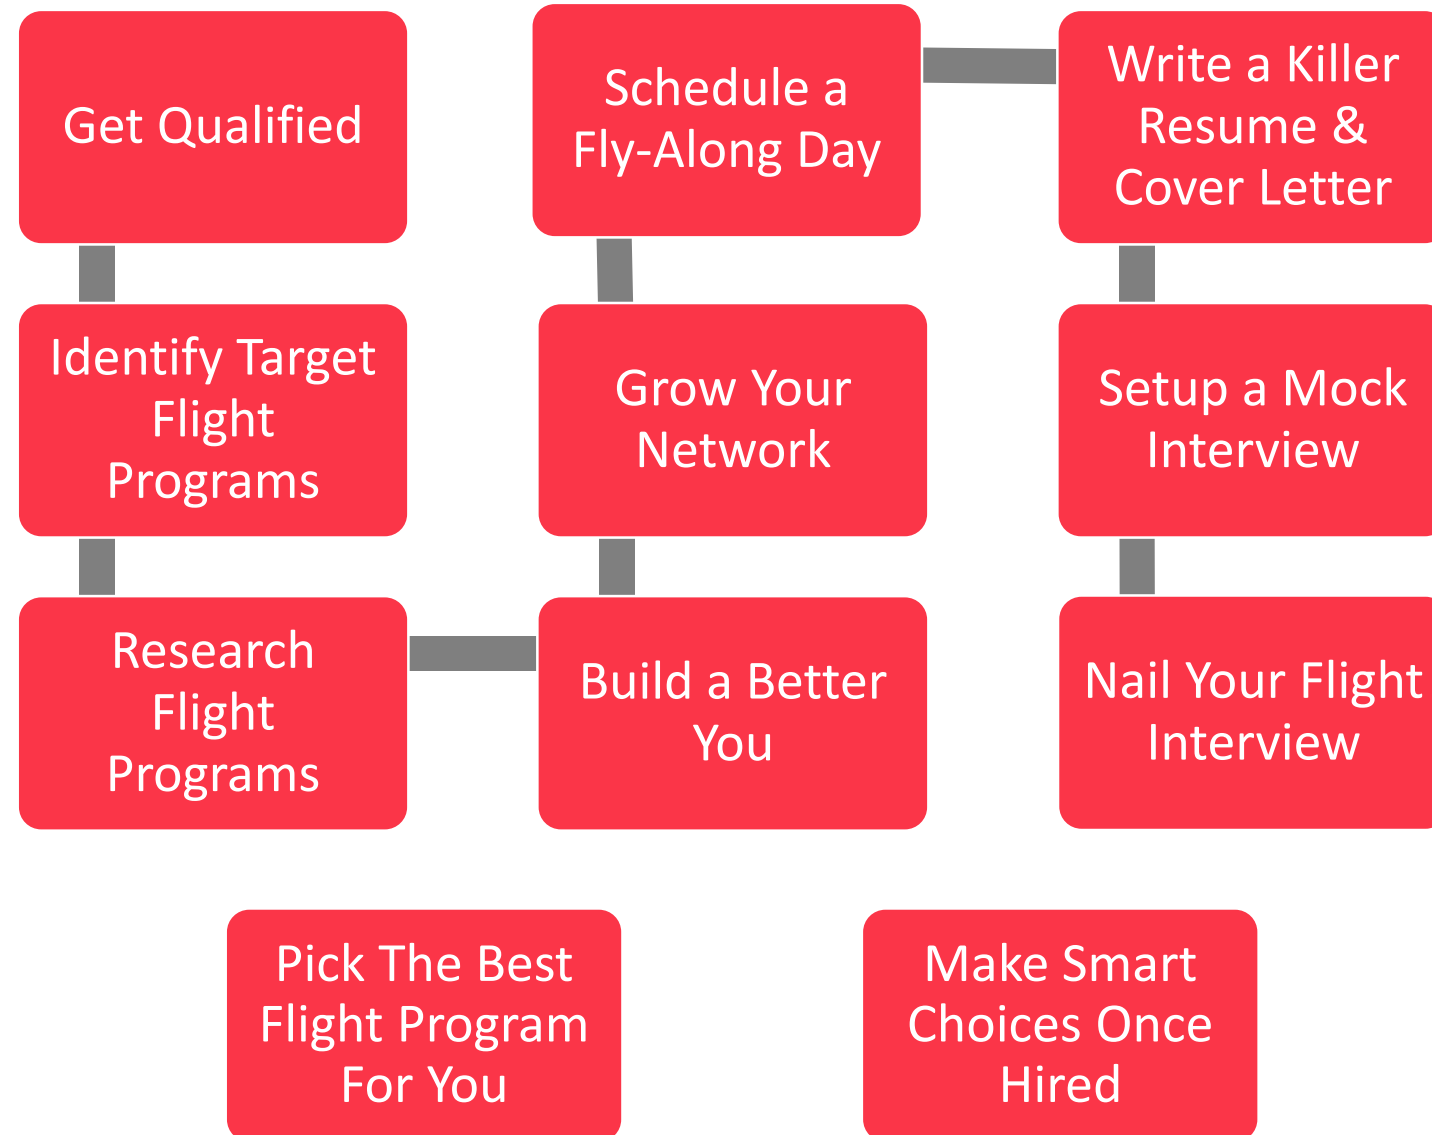 Get Qualified
Identify Target
Flight
Programs
Research
Flight
Programs
Build a Better
You
Grow Your
Network
Schedule a
Fly-Along Day
Write a Killer
Resume &
Cover Letter
Setup a Mock
Interview
Nail Your Flight
Interview
Pick The Best
Flight Program
For You
Make Smart
Choices Once
Hired